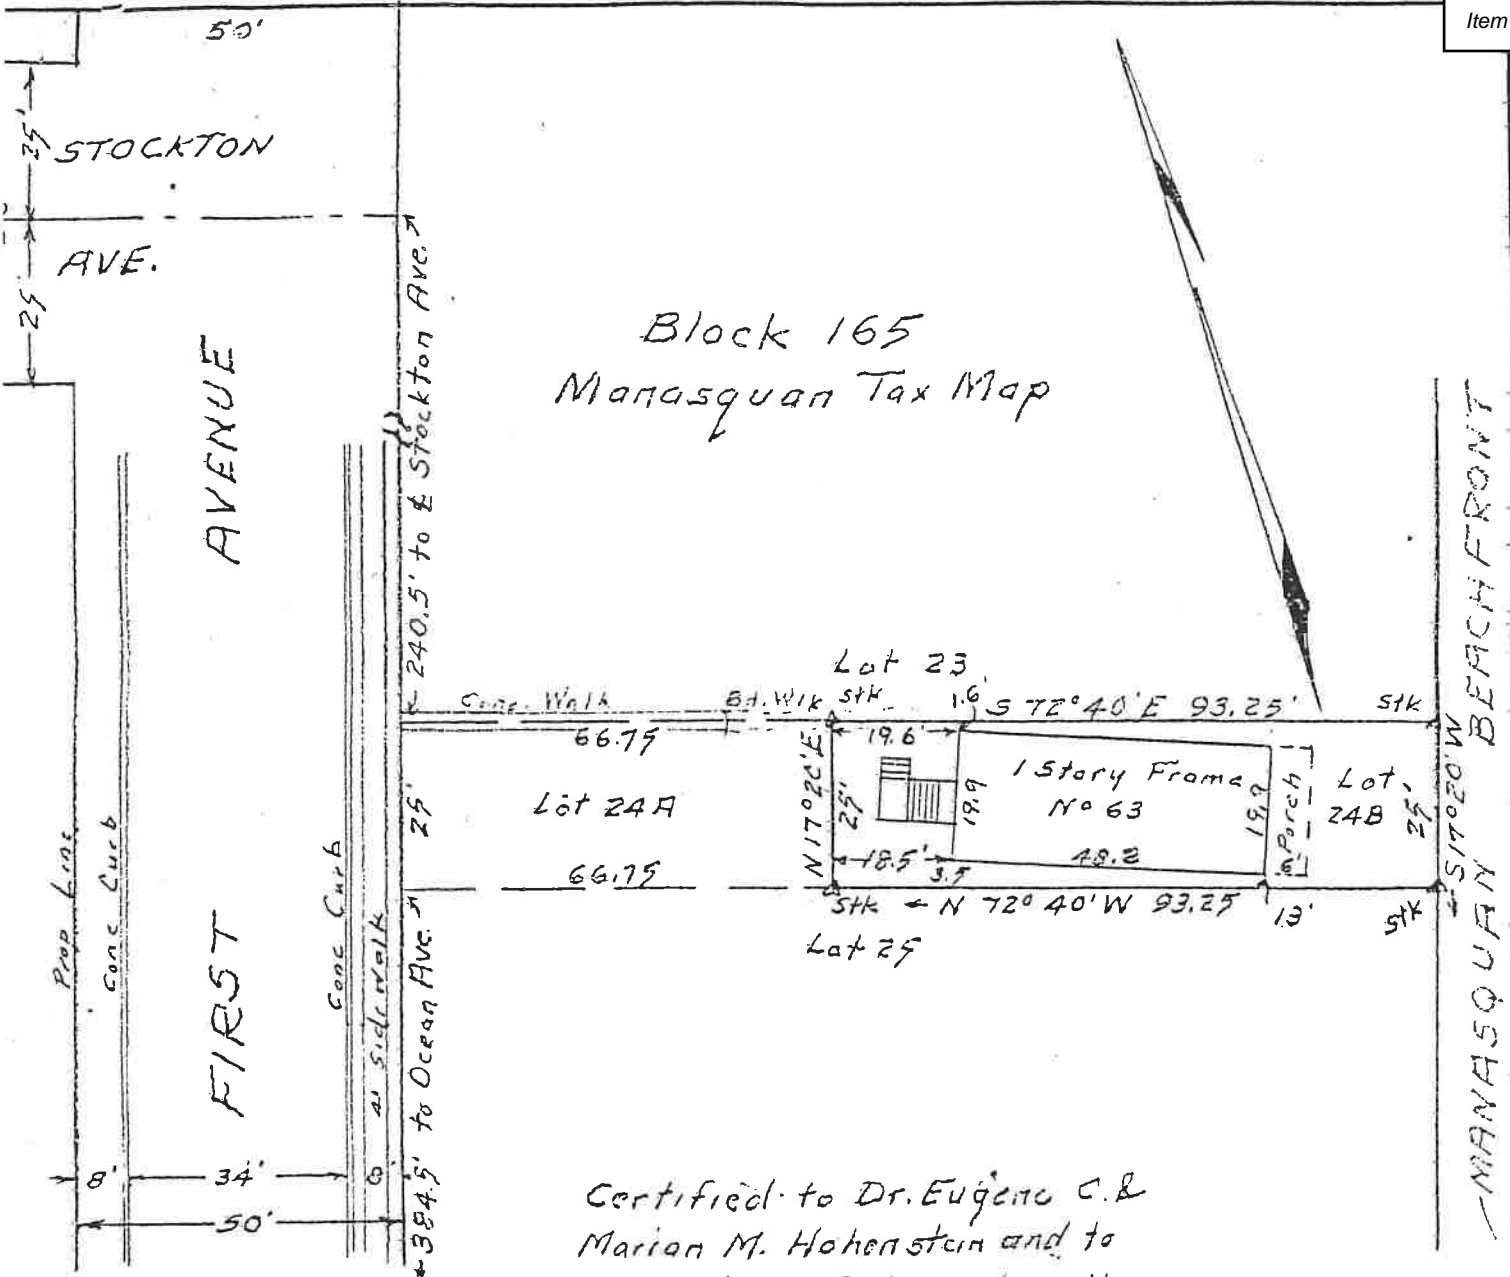 Item
50'
25'
STOCKTON
AVE.
25
Block 165
Manasquan Tax Map
FIRST AVENUE
240.5' to ℄ Stockton Ave.
MANASQUAN BEACHFRONT
Lot 23
Conc. Walk
Bd. Wlk
Stk
1.6'
S 72° 40' E 93.25'
Stk
66.75
19.6'
N 17° 20' E
25'
1 Story Frame
No 63
19.9
19.9
Porch
Lot
24B
25'
S 17° 20' W
Lot 24A
25'
18.5'
3.5
48.2
66.75
Stk
N 72° 40' W 93.25
13'
Stk
Lot 25
Prop. Line
Conc Curb
Conc Curb
Sidewalk
384.5' to Ocean Ave.
8'
34'
8'
50'
Certified to Dr. Eugene C. &
Marian M. Hohenstein and to